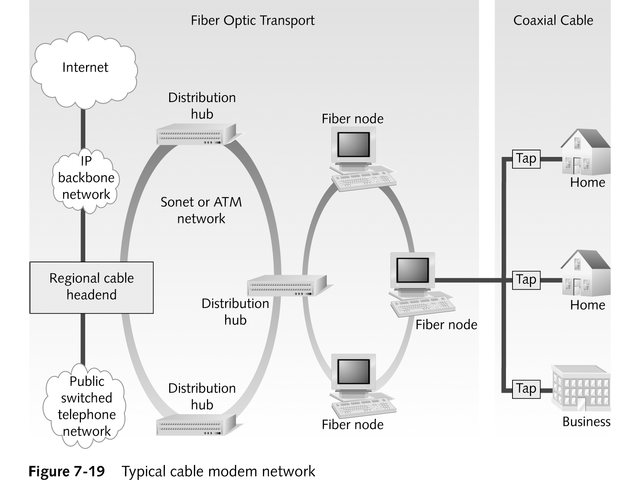 Fiber Optic Transport
Coaxial Cable
Internet
Distribution
hub
Fiber node
IP
backbone
network
Tap
Home
Sonet or ATM
network
Regional cable
headend
Distribution
hub
Fiber node
Tap
Home
Public
switched
telephone
network
Distribution
hub
Fiber node
Tap
Business
Figure 7-19 Typical cable modem network